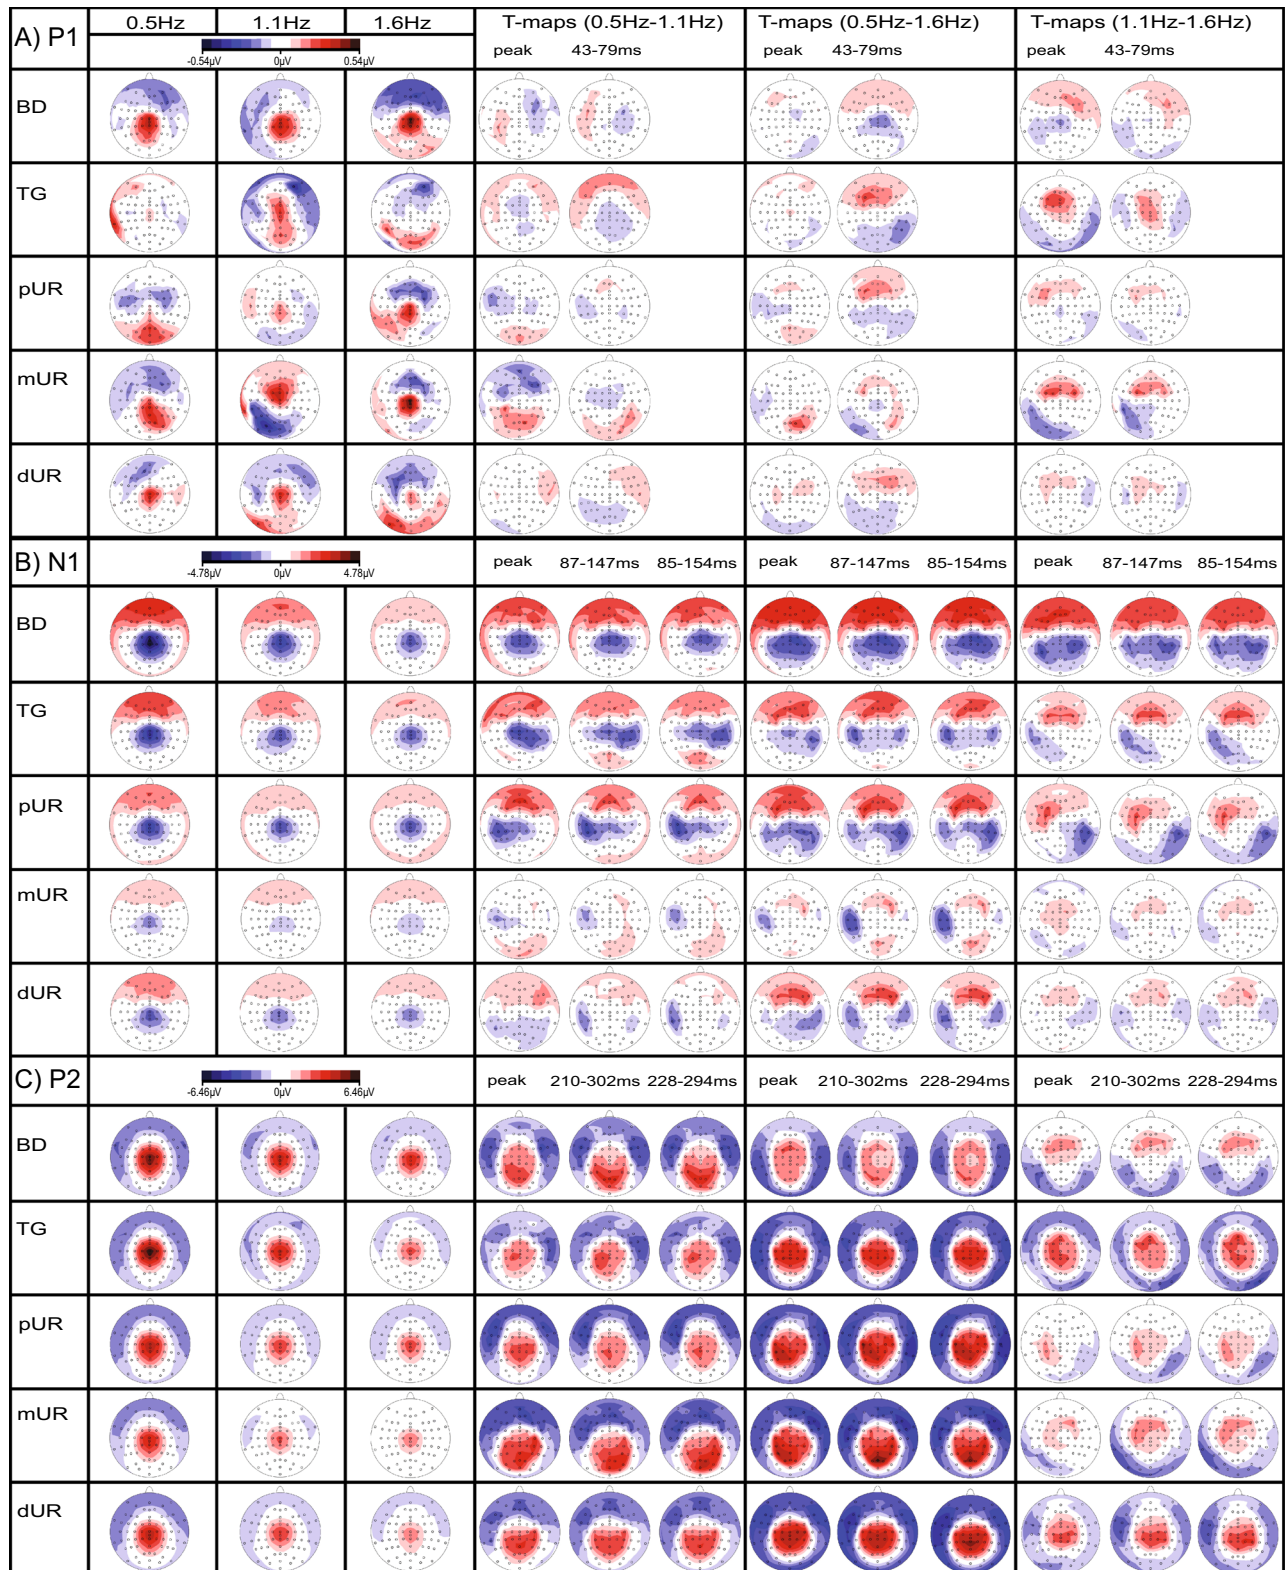 A) P1
0.5Hz 1.1Hz 1.6Hz T-maps (0.5Hz-1.1Hz) T-maps (0.5Hz-1.6Hz) T-maps (1.1Hz-1.6Hz)
-0.54µV 0µV 0.54µV peak 43-79ms peak 43-79ms peak 43-79ms
BD
TG
pUR
mUR
dUR
B) N1
-4.78µV 0µV 4.78µV peak 87-147ms 85-154ms peak 87-147ms 85-154ms peak 87-147ms 85-154ms
BD
TG
pUR
mUR
dUR
C) P2
-6.46µV 0µV 6.46µV peak 210-302ms 228-294ms peak 210-302ms 228-294ms peak 210-302ms 228-294ms
BD
TG
pUR
mUR
dUR